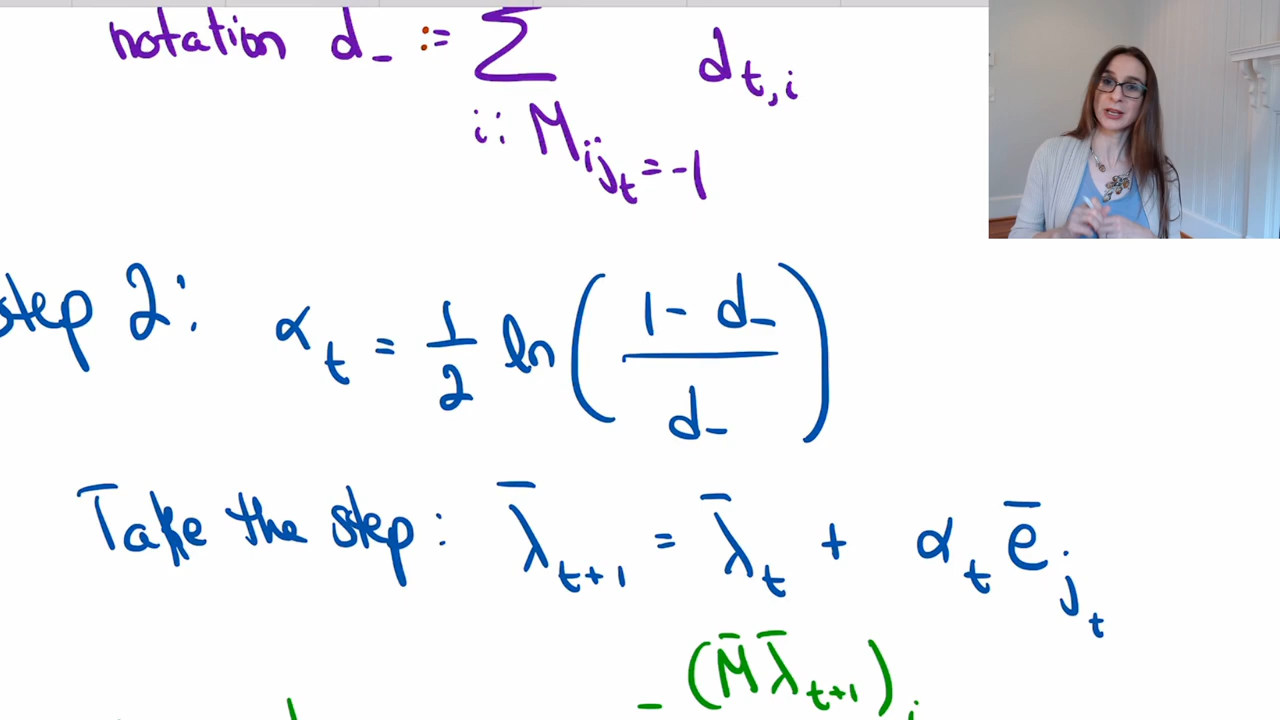 notation d₋ := Σ_{i: M_{ij_t} = -1} d_{t,i}
step 2: α_t = 1/2 ln( (1 - d₋) / d₋ )
Take the step: λ̄_{t+1} = λ̄_t + α_t ē_{j_t}
- (M̄ λ̄_{t+1})_i